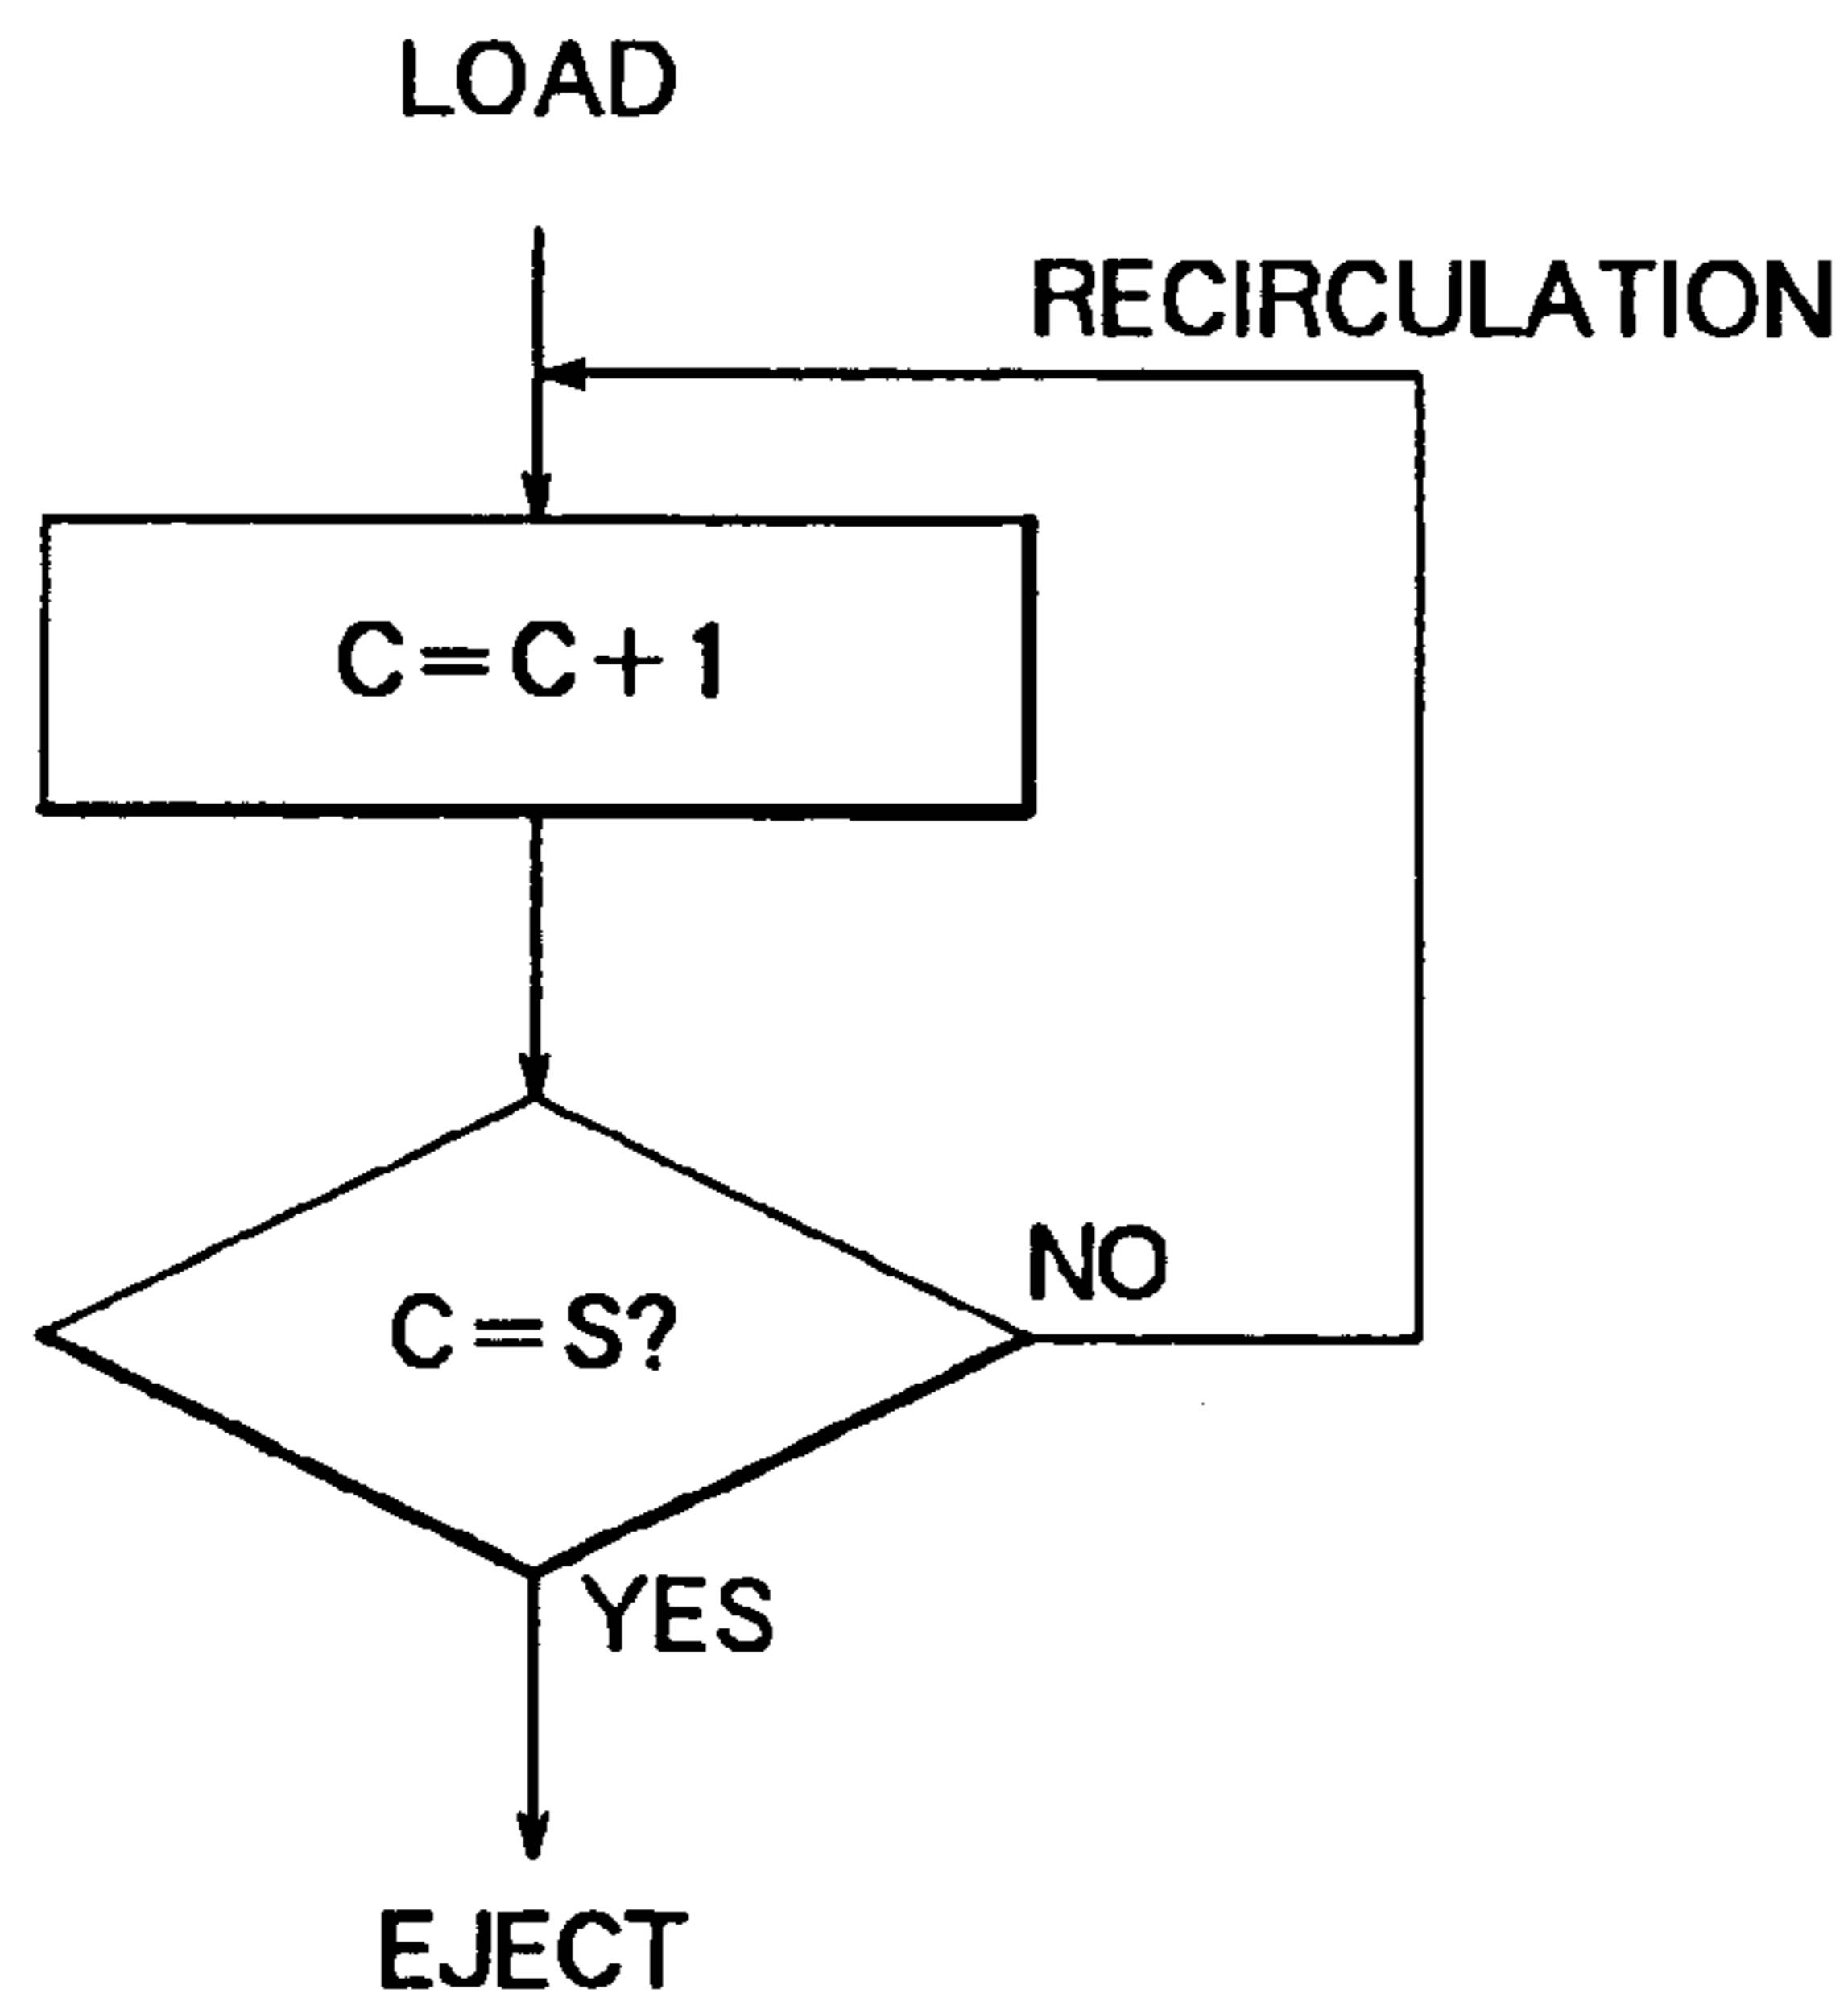 LOAD
RECIRCULATION
C=C+1
C=S?
NO
YES
EJECT